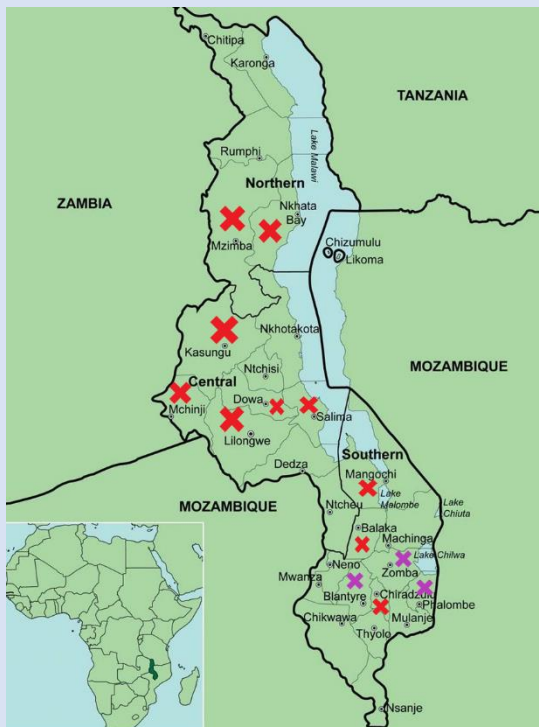 Chitipa
Karonga
TANZANIA
Lake Malawi
Rumphi
Northern
ZAMBIA
Nkhata
Bay
Mzimba
Chizumulu
Likoma
Nkhotakota
Kasungu
MOZAMBIQUE
Ntchisi
Central
Dowa
Mchinji
Salima
Lilongwe
Southern
Dedza
Mangochi
MOZAMBIQUE
Lake
Malombe
Lake
Chiuta
Ntcheu
Balaka
Machinga
Lake Chilwa
Neno
Zomba
Mwanza
Chiradzulu
Blantyre
Phalombe
Chikwawa
Mulanje
Thyolo
Nsanje